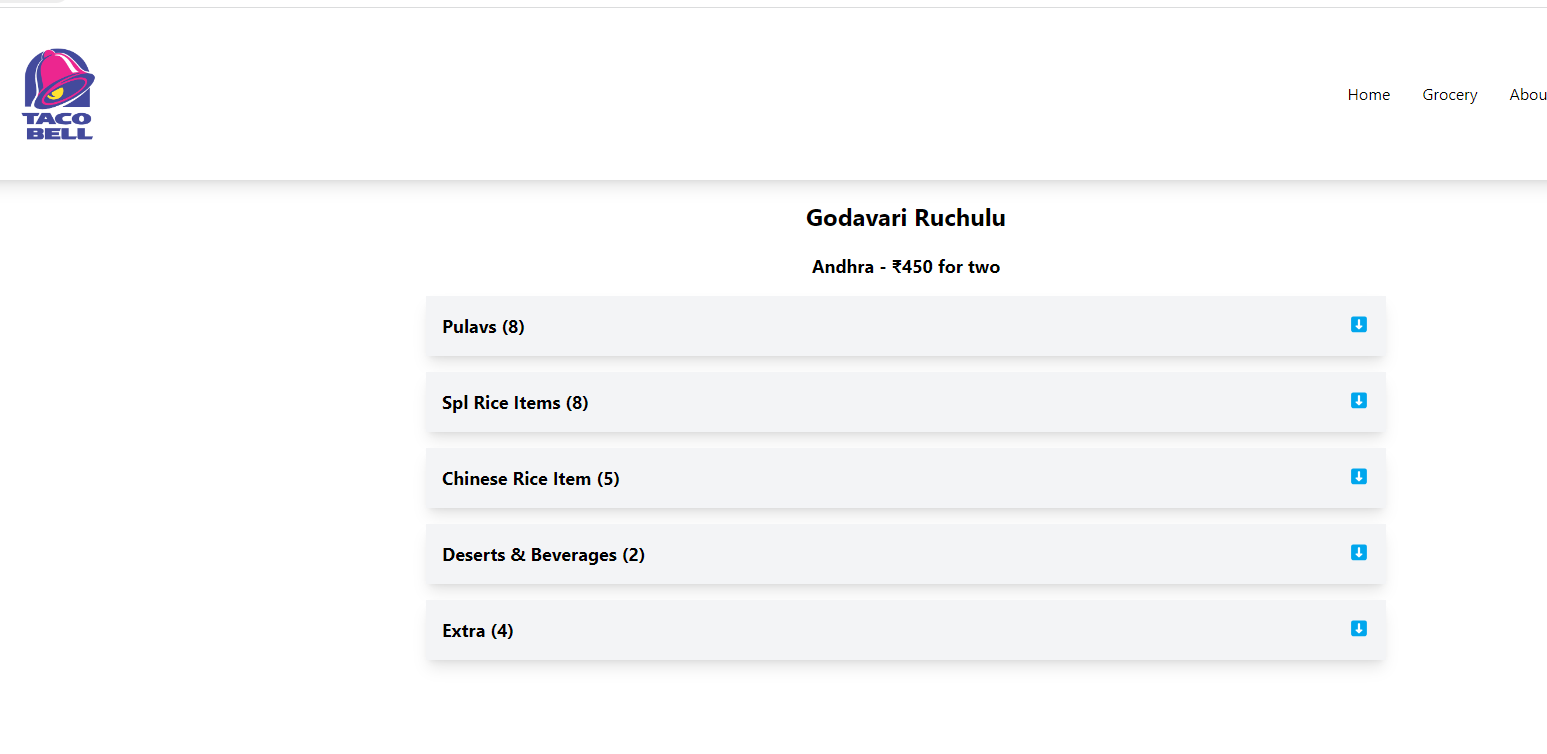 TACO
BELL
Home Grocery Abou
Godavari Ruchulu
Andhra - ₹450 for two
Pulavs (8)
Spl Rice Items (8)
Chinese Rice Item (5)
Deserts & Beverages (2)
Extra (4)